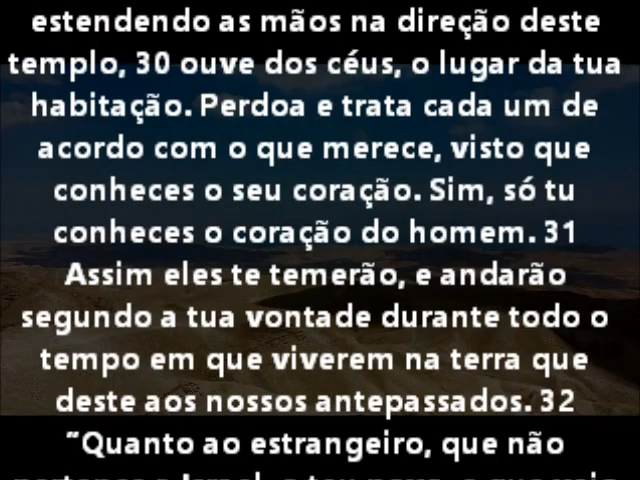 estendendo as mãos na direção deste
templo, 30 ouve dos céus, o lugar da tua
habitação. Perdoa e trata cada um de
acordo com o que merece, visto que
conheces o seu coração. Sim, só tu
conheces o coração do homem. 31
Assim eles te temerão, e andarão
segundo a tua vontade durante todo o
tempo em que viverem na terra que
deste aos nossos antepassados. 32
"Quanto ao estrangeiro, que não